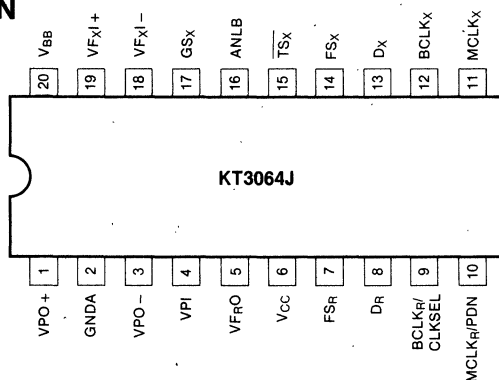 N
VBB
VFXI+
VFXI−
GSX
ANLB
TSX
FSX
DX
BCLKX
MCLKX
20
19
18
17
16
15
14
13
12
11
KT3064J
1
2
3
4
5
6
7
8
9
10
VPO+
GNDA
VPO−
VPI
VFRO
VCC
FSR
DR
BCLKR/
CLKSEL
MCLKR/PDN